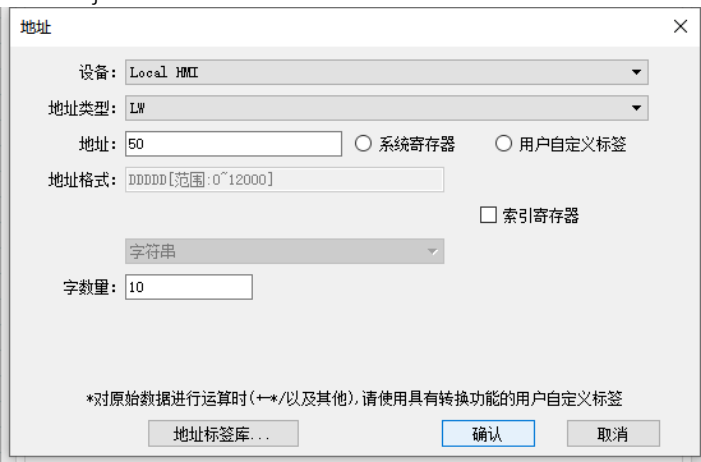 地址
设备: Local HMI
地址类型: LW
地址: 50 系统寄存器 用户自定义标签
地址格式: DDDDD[范围:0~12000]
索引寄存器
字符串
字数量: 10
*对原始数据进行运算时(+-*/以及其他),请使用具有转换功能的用户自定义标签
地址标签库... 确认 取消